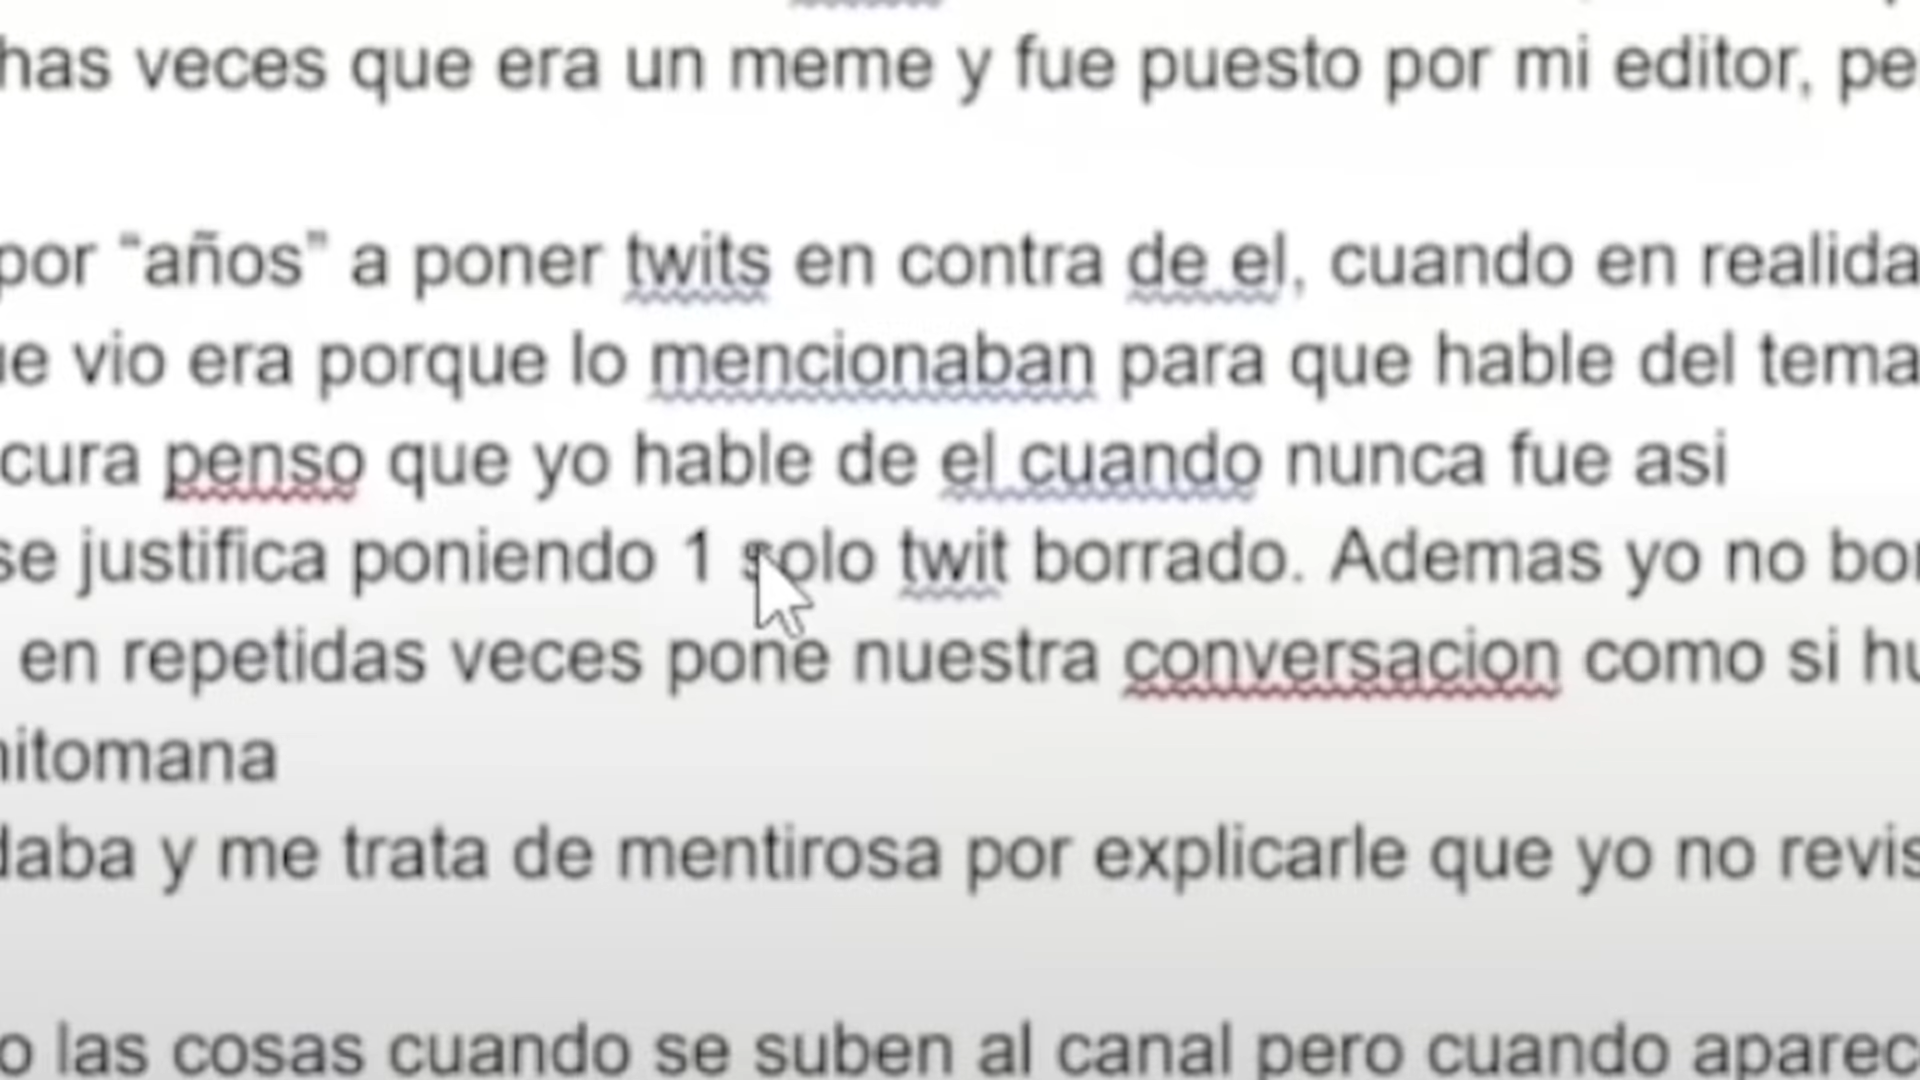 has veces que era un meme y fue puesto por mi editor, pe
por “años” a poner twits en contra de el, cuando en realida
ue vio era porque lo mencionaban para que hable del tema
cura penso que yo hable de el cuando nunca fue asi
se justifica poniendo 1 solo twit borrado. Ademas yo no bor
en repetidas veces pone nuestra conversacion como si hu
nitomana
daba y me trata de mentirosa por explicarle que yo no revis
o las cosas cuando se suben al canal pero cuando aparec